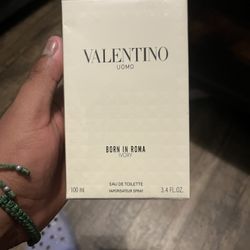 VALENTINO
UOMO
BORN IN ROMA
IVORY
EAU DE TOILETTE
VAPORISATEUR SPRAY
100 ml
3.4 FL.OZ.